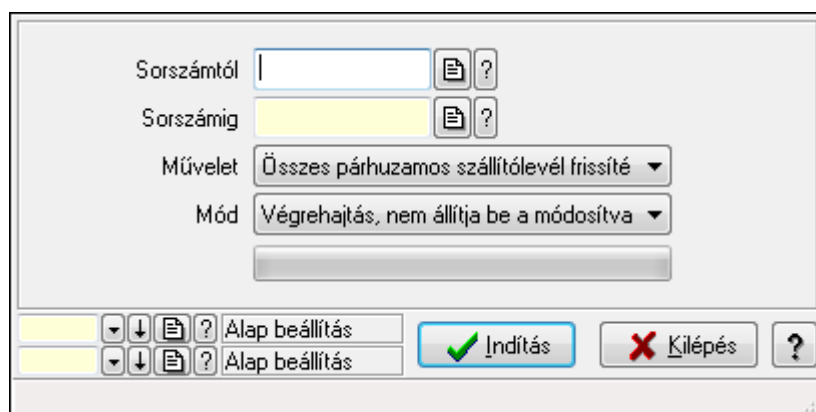 Sorszámtól ?
Sorszámig ?
Művelet Összes párhuzamos szállítólevél frissíté
Mód Végrehajtás, nem állítja be a módosítva
? Alap beállítás
? Alap beállítás
Indítás Kilépés ?